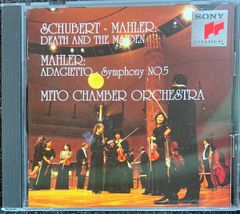 SCHUBERT - MAHLER:
DEATH AND THE MAIDEN
MAHLER:
ADAGIETTO - Symphony NO.5
MITO CHAMBER ORCHESTRA
SONY
CLASSICAL